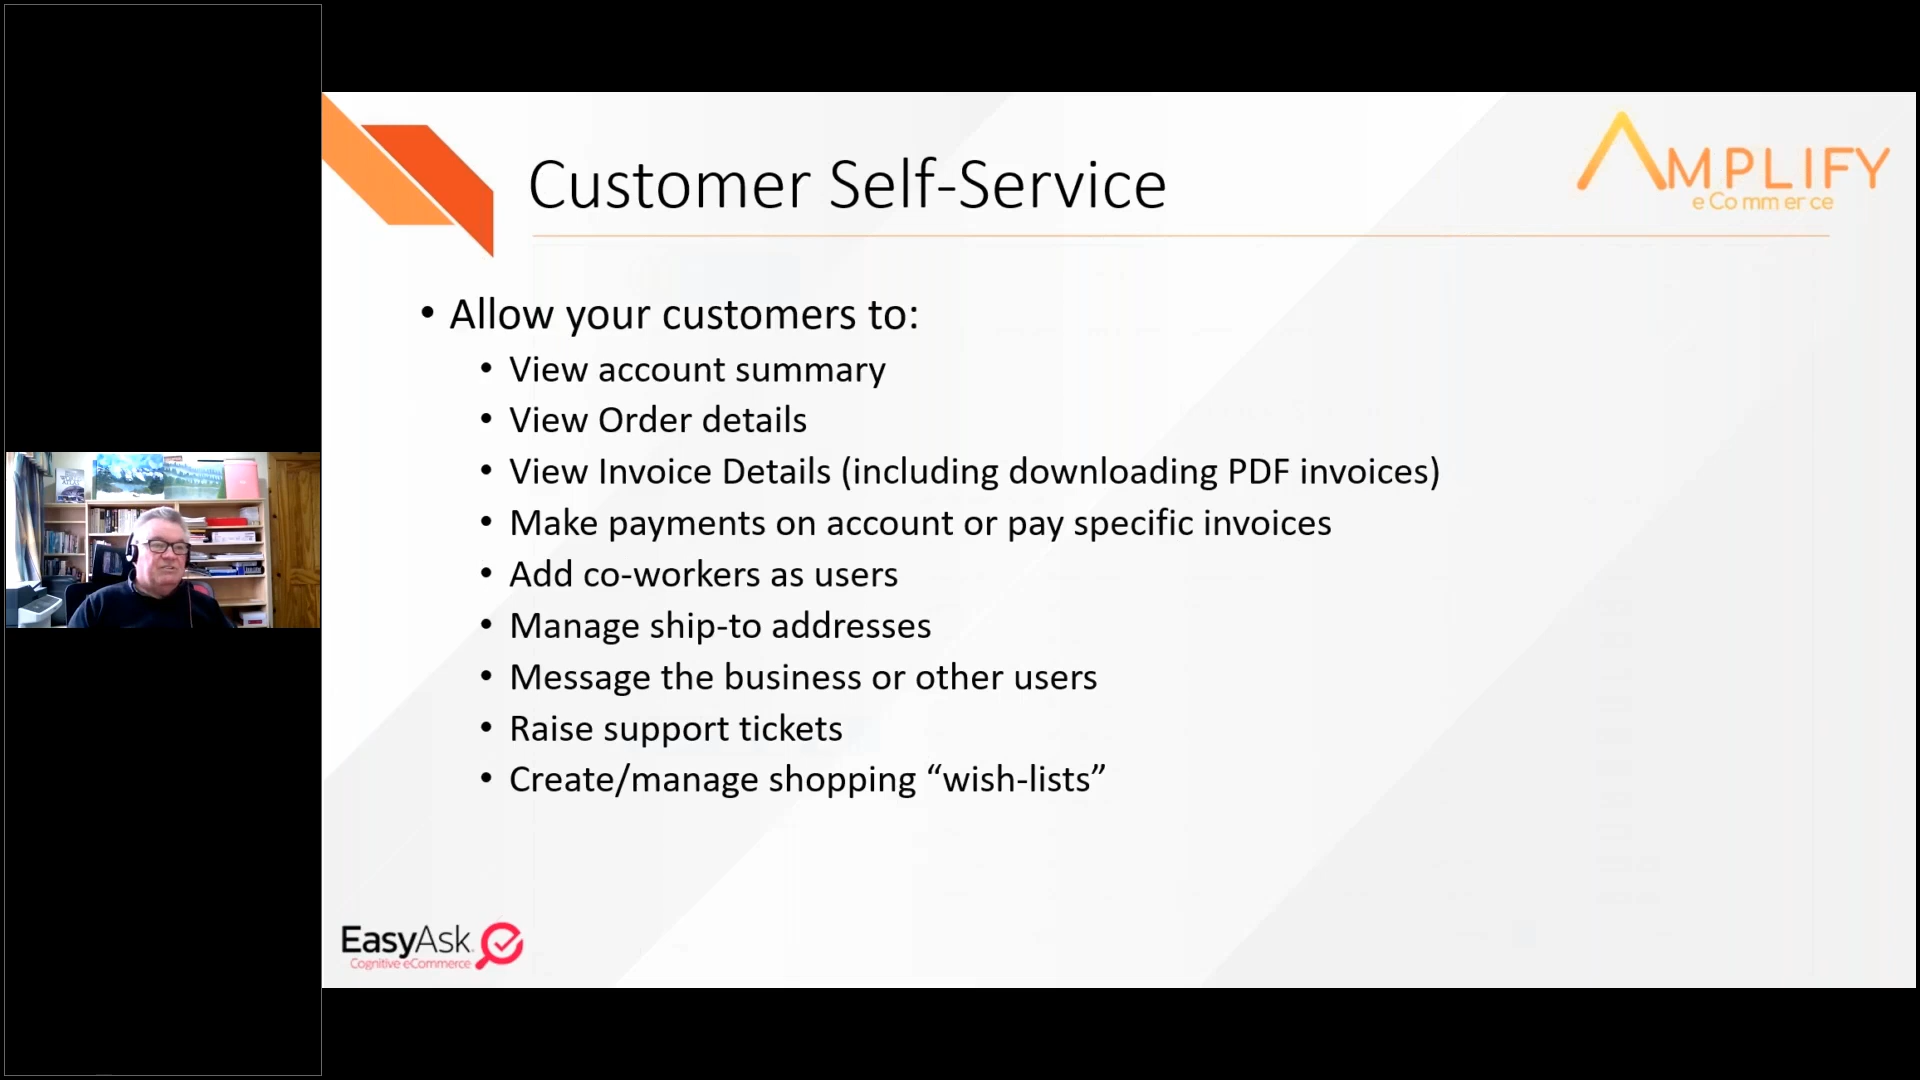 Customer Self-Service
AMPLIFY
eCommerce
• Allow your customers to:
• View account summary
• View Order details
• View Invoice Details (including downloading PDF invoices)
• Make payments on account or pay specific invoices
• Add co-workers as users
• Manage ship-to addresses
• Message the business or other users
• Raise support tickets
• Create/manage shopping “wish-lists”
EasyAsk
Cognitive eCommerce